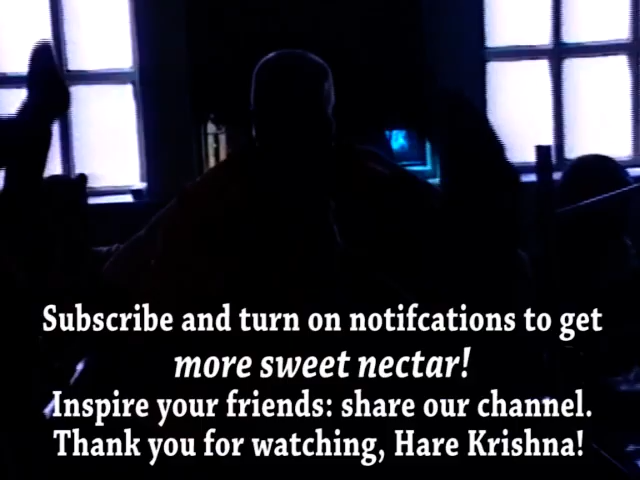 Subscribe and turn on notifcations to get
more sweet nectar!
Inspire your friends: share our channel.
Thank you for watching, Hare Krishna!